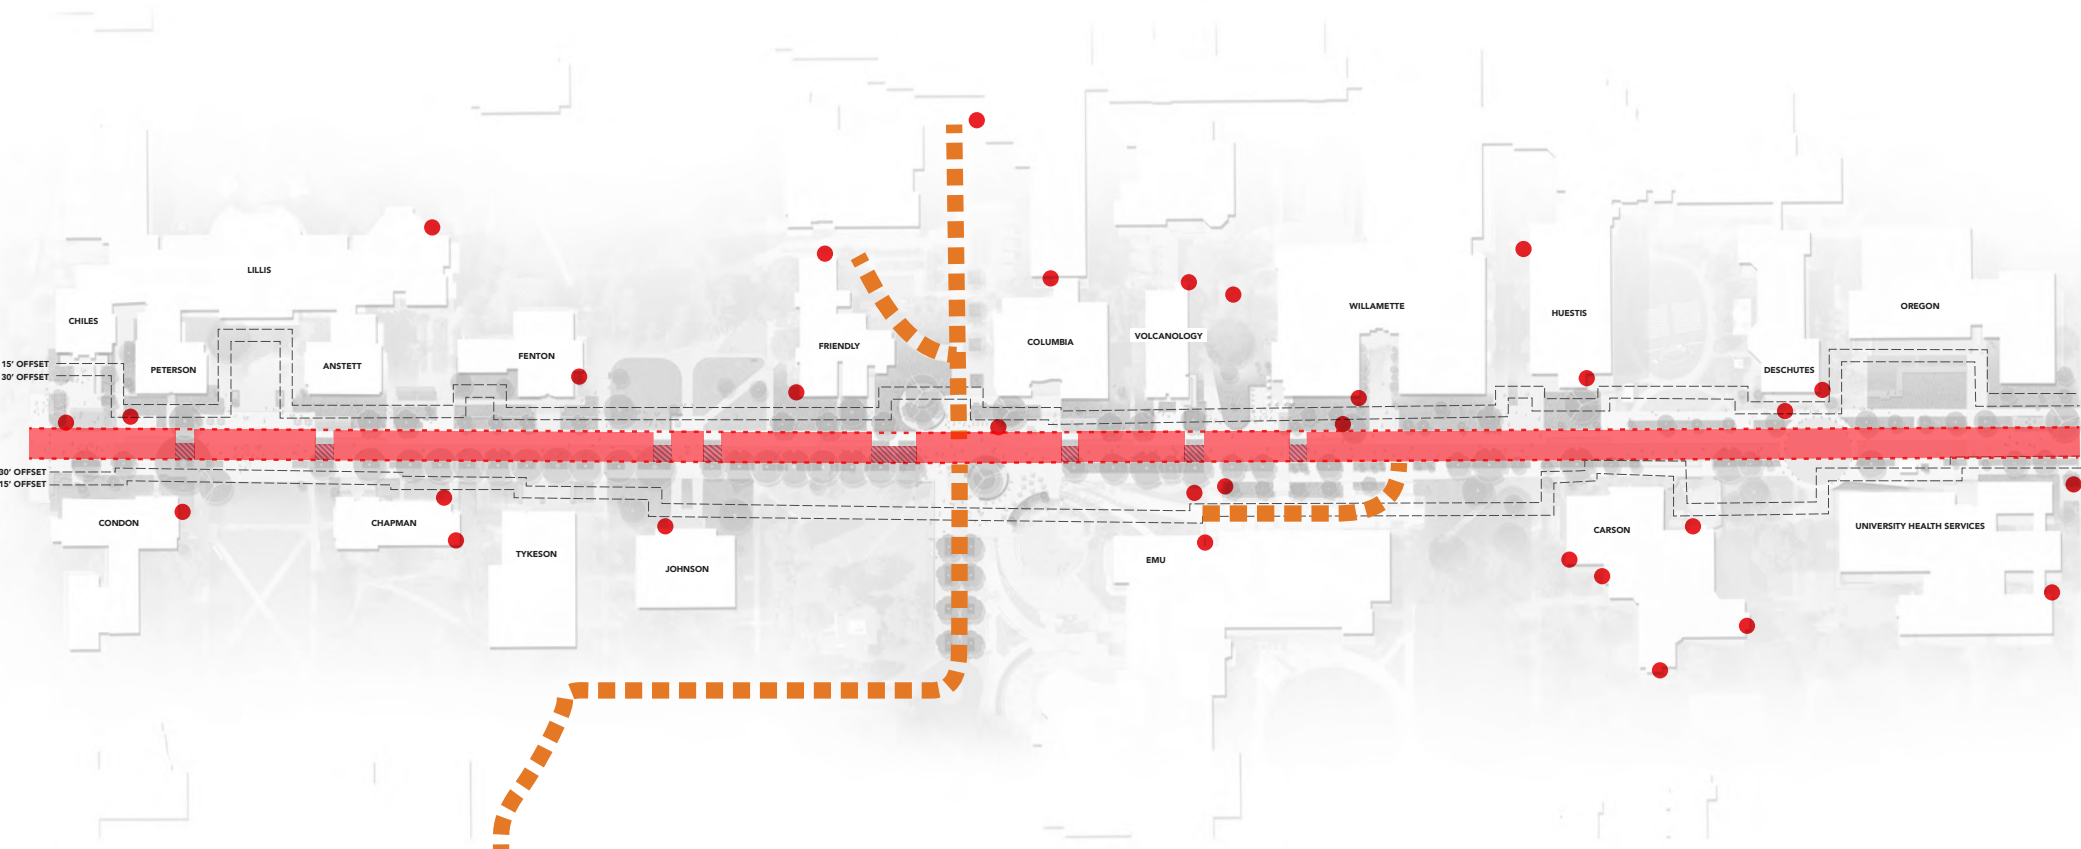 LILLIS
CHILES
PETERSON
ANSTETT
FENTON
FRIENDLY
COLUMBIA
VOLCANOLOGY
WILLAMETTE
HUESTIS
DESCHUTES
OREGON
15' OFFSET
30' OFFSET
30' OFFSET
15' OFFSET
CONDON
CHAPMAN
TYKESON
JOHNSON
EMU
CARSON
UNIVERSITY HEALTH SERVICES